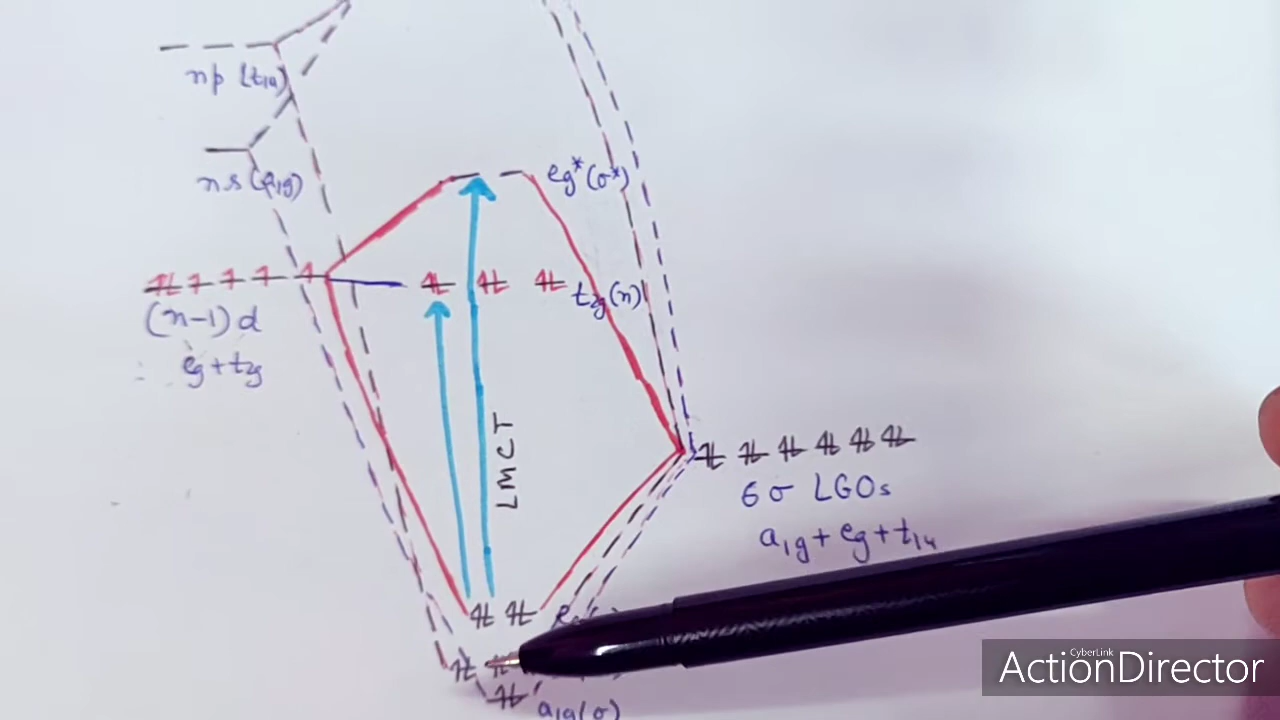 np (t₁ᵤ)
ns (a₁g)
eg*(σ*)
t₂g(n)
(n-1) d
eg + t₂g
LMCT
6σ LGOs
a₁g + eg + t₁ᵤ
a₁g(σ)
CyberLink
ActionDirector